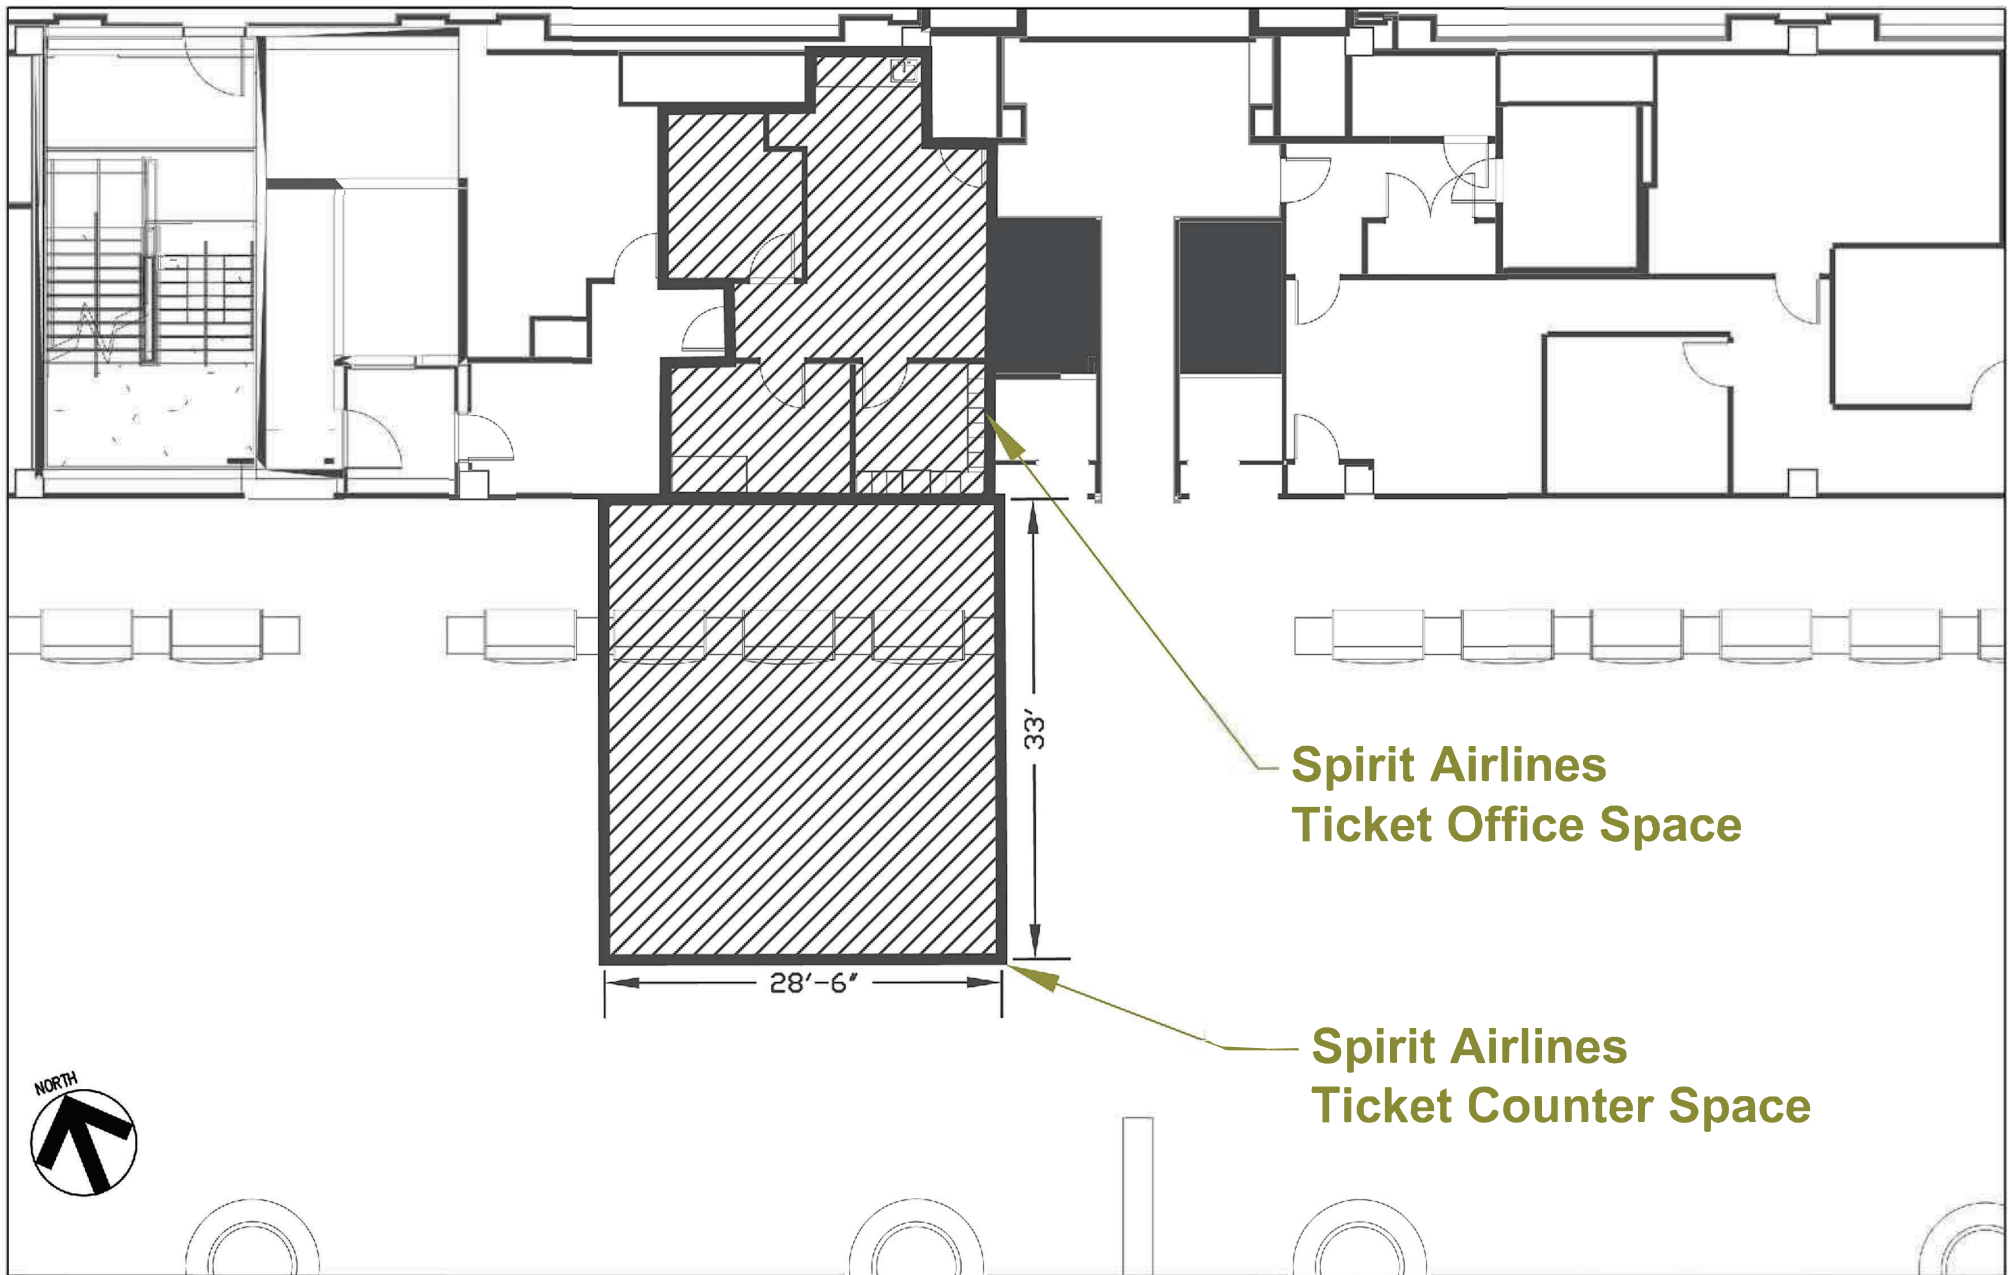 33'
Spirit Airlines
Ticket Office Space
28'-6"
Spirit Airlines
Ticket Counter Space
NORTH